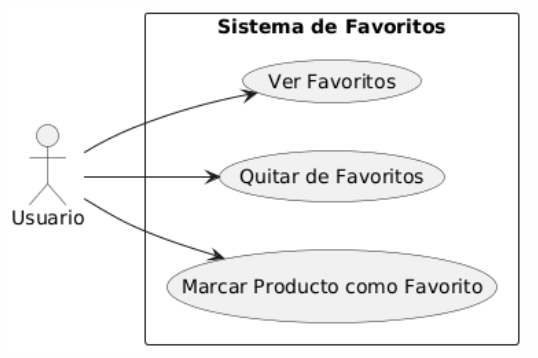 Sistema de Favoritos
Ver Favoritos
Quitar de Favoritos
Usuario
Marcar Producto como Favorito